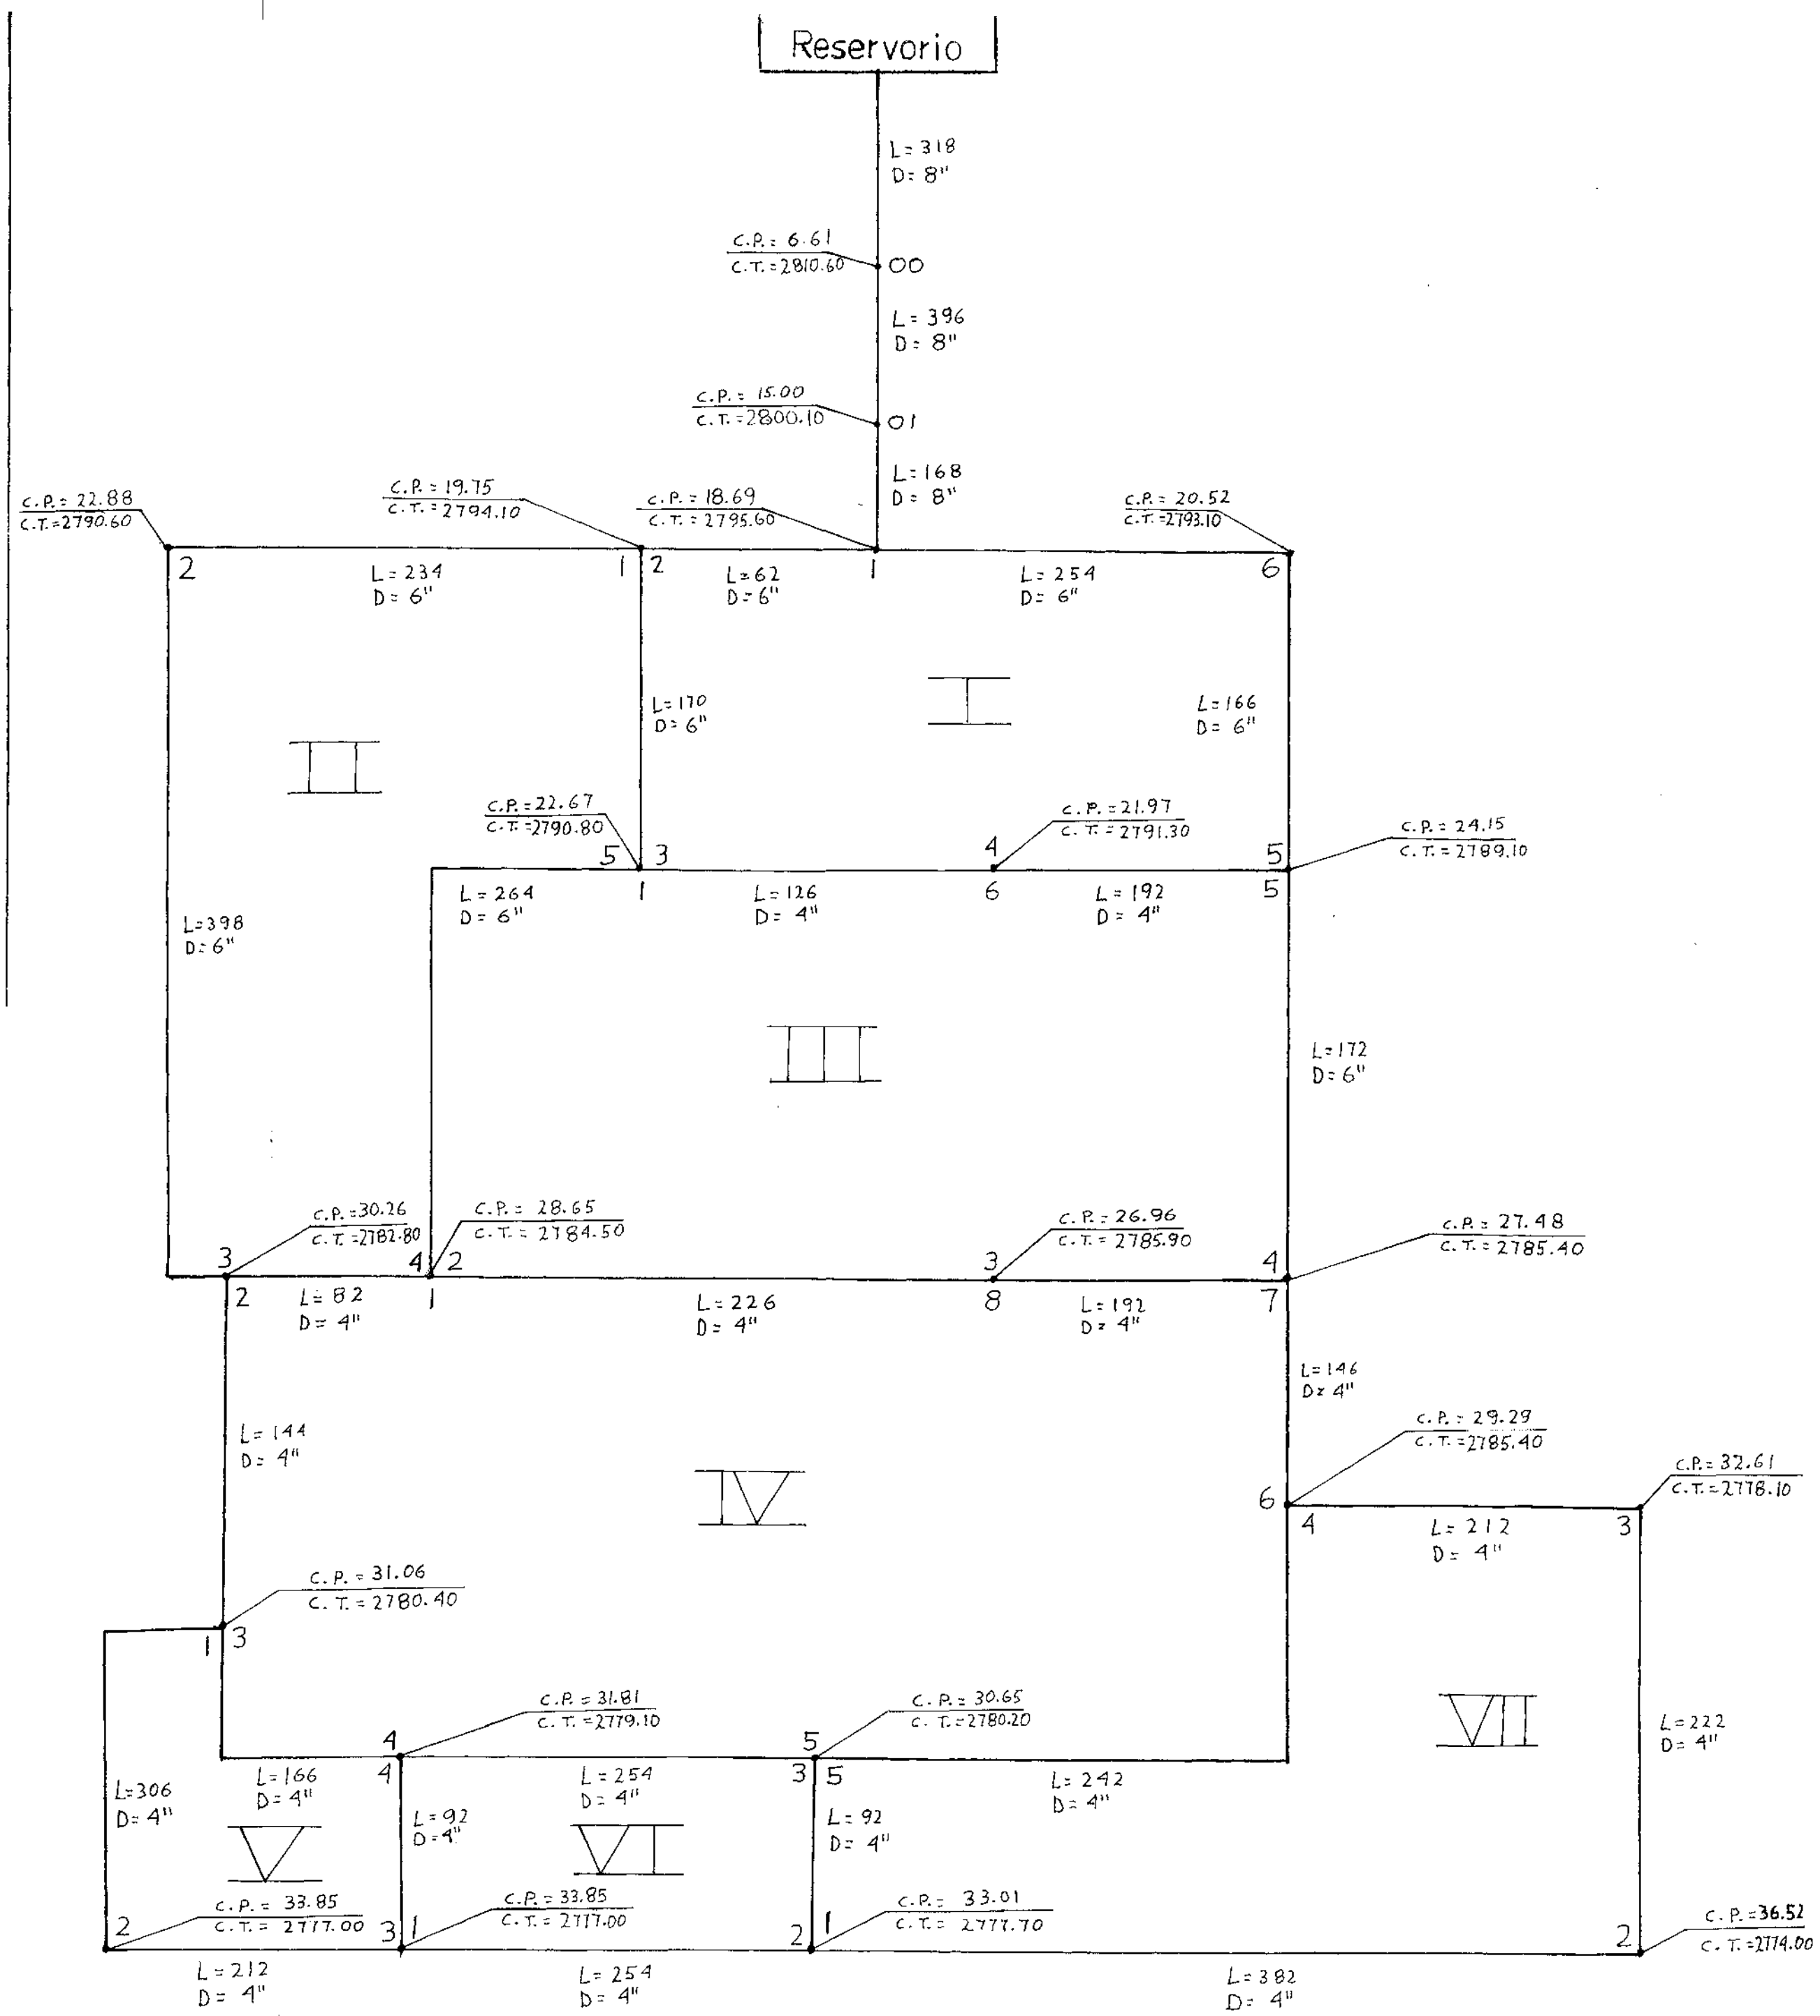 Reservorio
L= 318
D= 8"
C.P.= 6.61
C.T.=2810.60
00
L= 396
D= 8"
C.P.= 15.00
C.T.=2800.10
01
L=168
D= 8"
C.P.= 22.88
C.T.=2790.60
C.P.= 19.75
C.T.=2794.10
C.P.=18.69
C.T.=2795.60
C.P.= 20.52
C.T.=2793.10
2
L=234
D= 6"
1
2
L=62
D=6"
1
L=254
D= 6"
6
II
L=170
D= 6"
I
L=166
D= 6"
C.P.=22.67
C.T.=2790.80
C.P.=21.97
C.T.=2791.30
C.P.= 24.15
C.T.=2789.10
5
3
4
5
L=264
D= 6"
1
L=126
D= 4"
6
L=192
D= 4"
5
L=398
D=6"
III
L=172
D=6"
C.P.=30.26
C.T.=2782.80
C.P.= 28.65
C.T.=2784.50
C.P.=26.96
C.T.=2785.90
C.P.= 27.48
C.T.=2785.40
3
4
2
3
4
2
L=82
D=4"
1
L=226
D=4"
8
L=192
D=4"
7
L=144
D=4"
IV
L=146
D=4"
C.P.= 29.29
C.T.=2785.40
C.P.=32.61
C.T.=2778.10
6
4
L=212
D=4"
3
C.P.= 31.06
C.T.=2780.40
1
3
C.P.=31.81
C.T.=2779.10
C.P.= 30.65
C.T.=2780.20
VII
L=222
D=4"
4
5
L=306
D=4"
L=166
D=4"
4
L=254
D=4"
3
5
L=242
D=4"
V
L=92
D=4"
VI
L=92
D=4"
C.P.= 33.85
C.T.= 2777.00
C.P.=33.85
C.T.=2777.00
C.P.= 33.01
C.T.= 2777.70
C.P.=36.52
C.T.=2774.00
2
3
1
2
1
2
L=212
D=4"
L=254
D=4"
L=382
D=4"